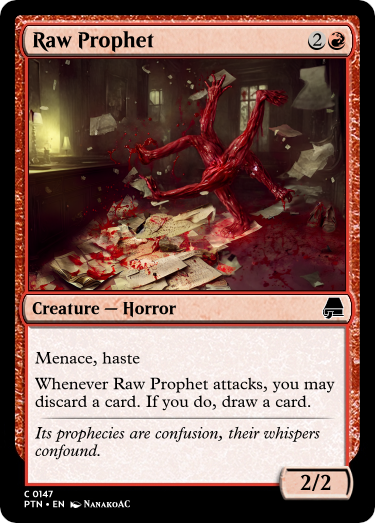 Raw Prophet 2
Creature — Horror
Menace, haste
Whenever Raw Prophet attacks, you may
discard a card. If you do, draw a card.
Its prophecies are confusion, their whispers
confound.
2/2
C 0147
PTN • EN NanakoAC